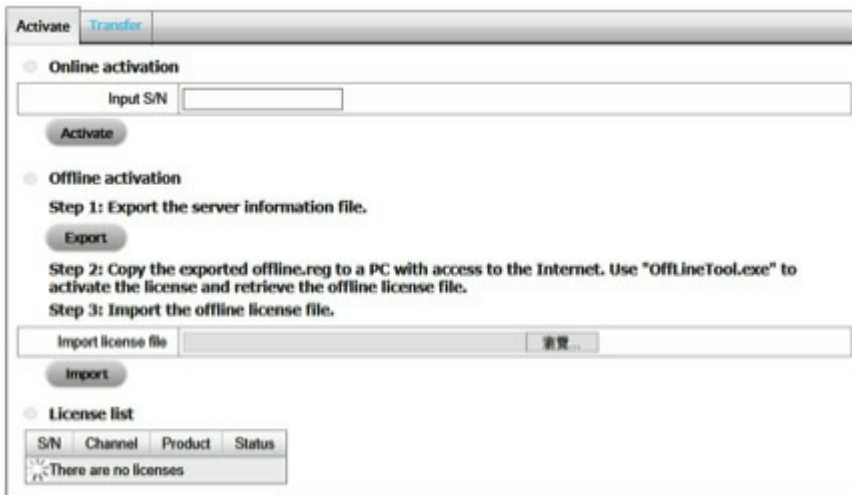 Activate Transfer
Online activation
Input S/N
Activate
Offline activation
Step 1: Export the server information file.
Export
Step 2: Copy the exported offline.reg to a PC with access to the Internet. Use "OffLineTool.exe" to
activate the license and retrieve the offline license file.
Step 3: Import the offline license file.
Import license file 瀏覽...
Import
License list
S/N Channel Product Status
There are no licenses